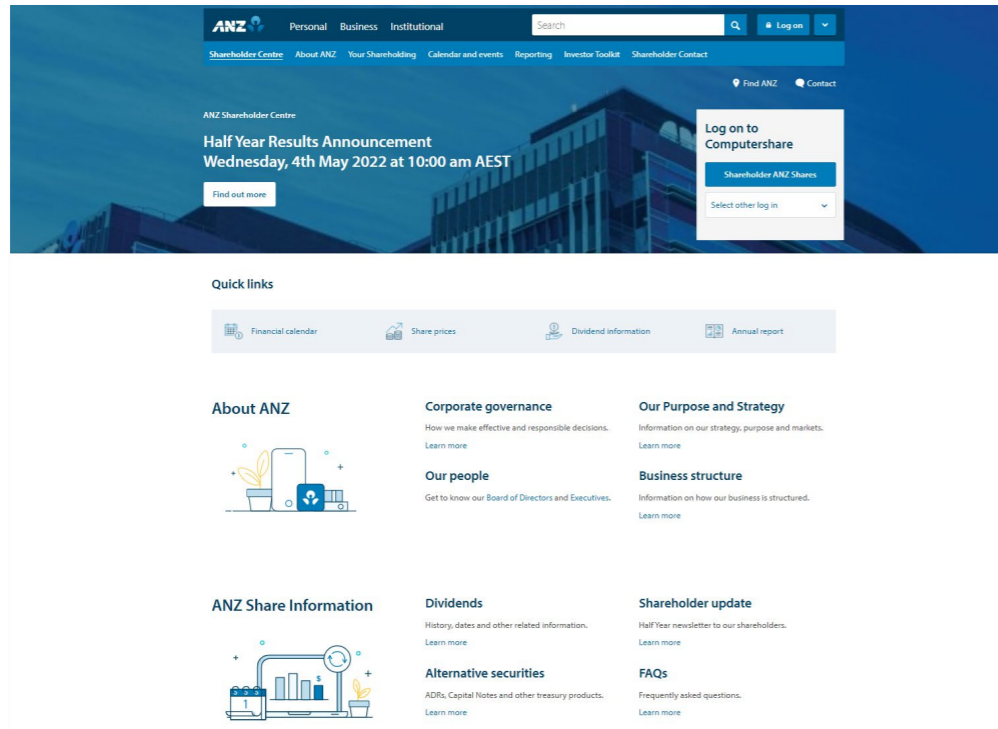 ANZ
Personal Business Institutional
Search
Log on
Shareholder Centre About ANZ Your Shareholding Calendar and events Reporting Investor Toolkit Shareholder Contact
Find ANZ Contact
ANZ Shareholder Centre
Half Year Results Announcement
Wednesday, 4th May 2022 at 10:00 am AEST
Find out more
Log on to
Computershare
Shareholder ANZ Shares
Select other log in
Quick links
Financial calendar
Share prices
Dividend information
Annual report
About ANZ
Corporate governance
How we make effective and responsible decisions.
Learn more
Our Purpose and Strategy
Information on our strategy, purpose and markets.
Learn more
Our people
Get to know our Board of Directors and Executives.
Business structure
Information on how our business is structured.
Learn more
ANZ Share Information
$
1
Dividends
History, dates and other related information.
Learn more
Shareholder update
Half Year newsletter to our shareholders.
Learn more
Alternative securities
ADRs, Capital Notes and other treasury products.
Learn more
FAQs
Frequently asked questions.
Learn more